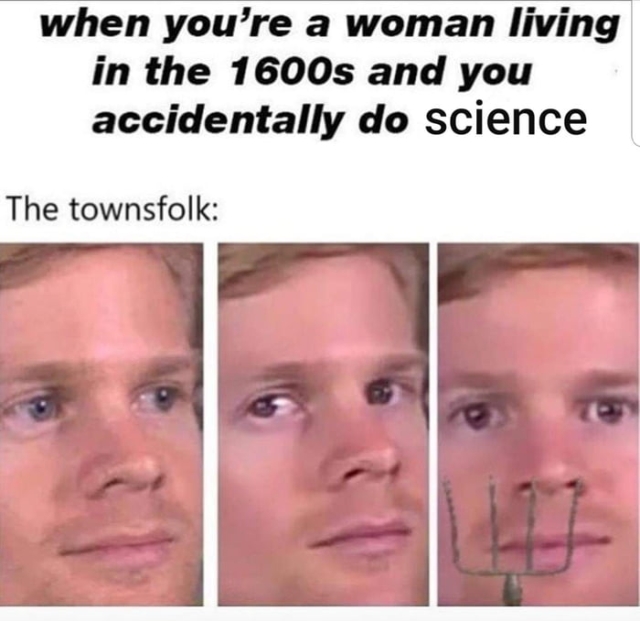 when you're a woman living
in the 1600s and you
accidentally do science
The townsfolk: